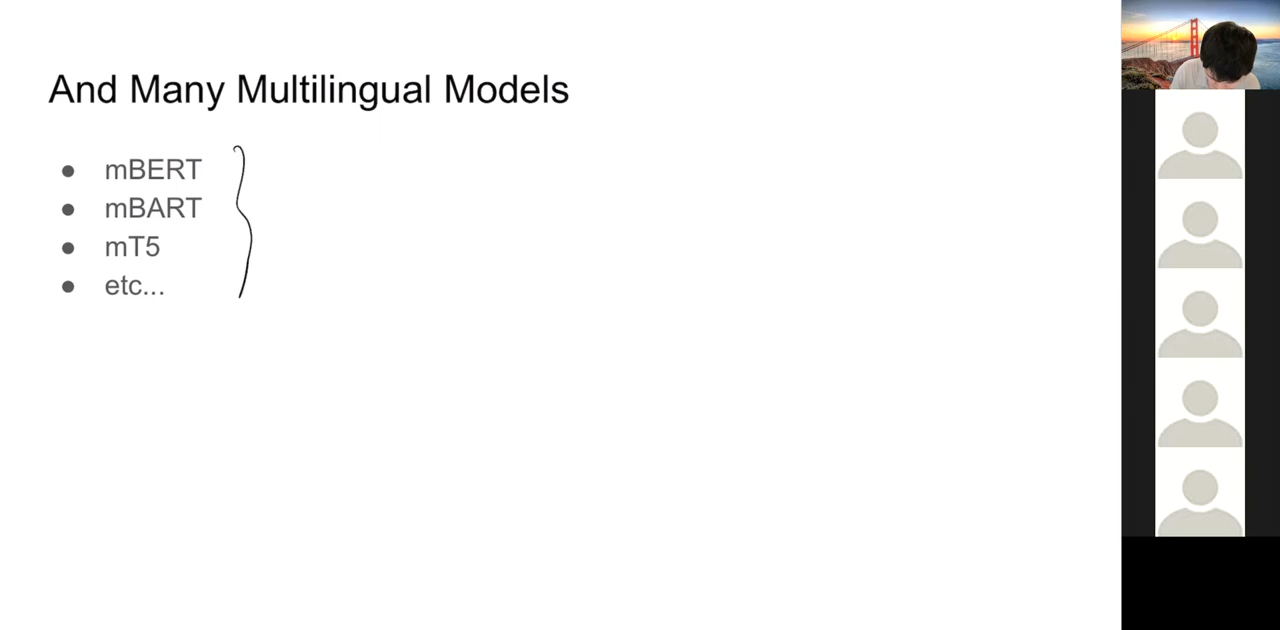 And Many Multilingual Models
● mBERT
● mBART
● mT5
● etc...